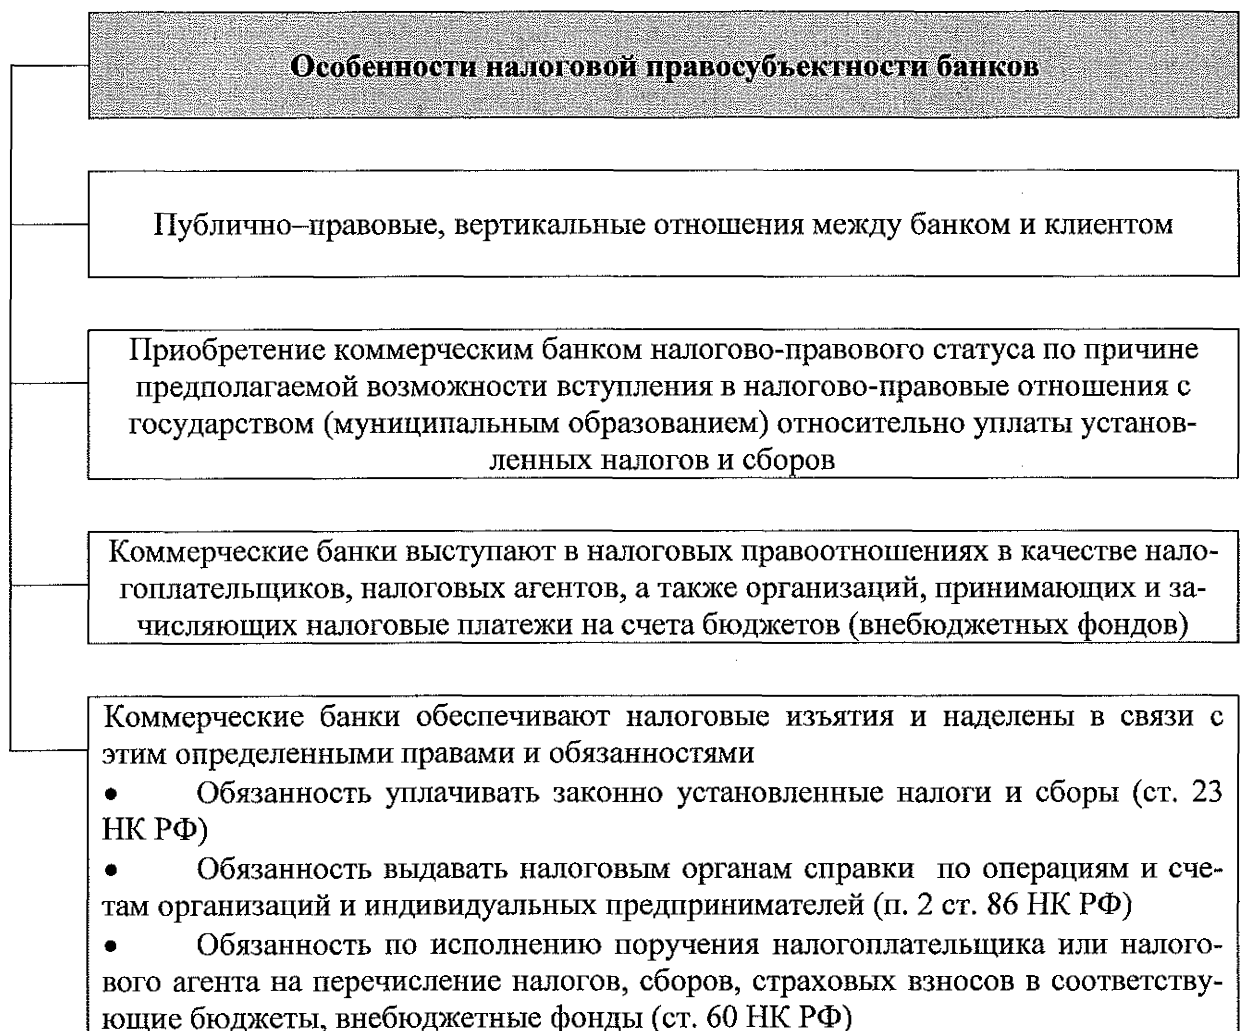 Особенности налоговой правосубъектности банков
Публично–правовые, вертикальные отношения между банком и клиентом
Приобретение коммерческим банком налогово-правового статуса по причине
предполагаемой возможности вступления в налогово-правовые отношения с
государством (муниципальным образованием) относительно уплаты установ-
ленных налогов и сборов
Коммерческие банки выступают в налоговых правоотношениях в качестве нало-
гоплательщиков, налоговых агентов, а также организаций, принимающих и за-
числяющих налоговые платежи на счета бюджетов (внебюджетных фондов)
Коммерческие банки обеспечивают налоговые изъятия и наделены в связи с
этим определенными правами и обязанностями
• Обязанность уплачивать законно установленные налоги и сборы (ст. 23
НК РФ)
• Обязанность выдавать налоговым органам справки по операциям и сче-
там организаций и индивидуальных предпринимателей (п. 2 ст. 86 НК РФ)
• Обязанность по исполнению поручения налогоплательщика или налого-
вого агента на перечисление налогов, сборов, страховых взносов в соответству-
ющие бюджеты, внебюджетные фонды (ст. 60 НК РФ)